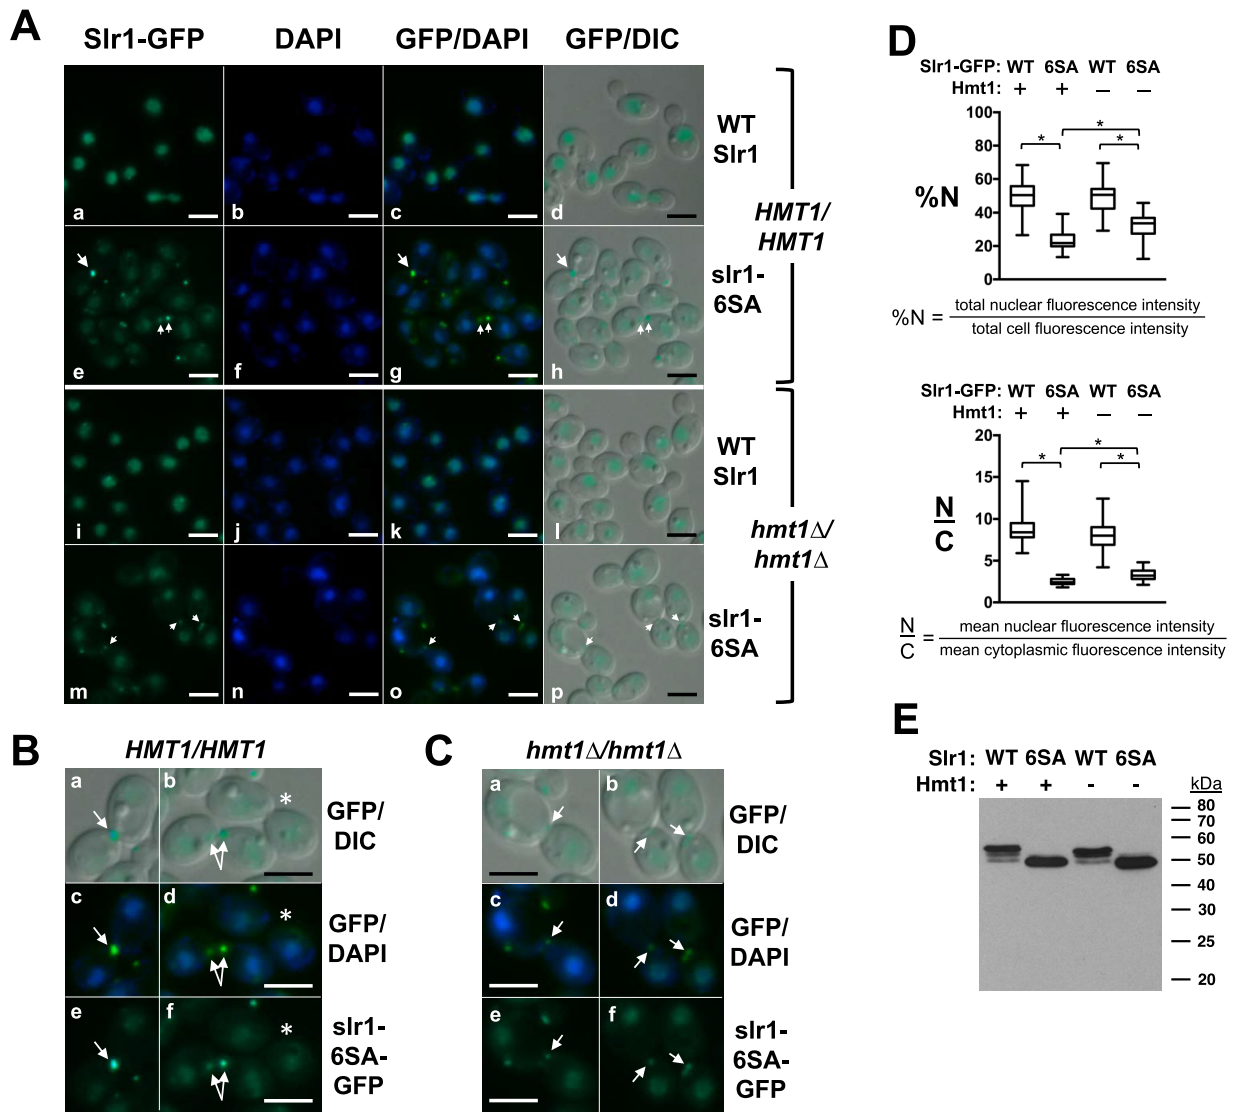 A
Slr1-GFP DAPI GFP/DAPI GFP/DIC
a b c d
WT
Slr1
e f g h
slr1-
6SA
HMT1/
HMT1
i j k l
WT
Slr1
m n o p
slr1-
6SA
hmt1Δ/
hmt1Δ
B
HMT1/HMT1
a b
GFP/
DIC
*
c d
GFP/
DAPI
*
e f
slr1-
6SA-
GFP
*
C
hmt1Δ/hmt1Δ
a b
GFP/
DIC
c d
GFP/
DAPI
e f
slr1-
6SA-
GFP
D
Slr1-GFP: WT 6SA WT 6SA
Hmt1: + + – –
100
80
60
40
20
0
%N
* * *
%N = total nuclear fluorescence intensity
total cell fluorescence intensity
Slr1-GFP: WT 6SA WT 6SA
Hmt1: + + – –
20
15
10
5
0
N
C
* * *
N
C
= mean nuclear fluorescence intensity
mean cytoplasmic fluorescence intensity
E
Slr1: WT 6SA WT 6SA
Hmt1: + + - -
kDa
80
70
60
50
40
30
25
20